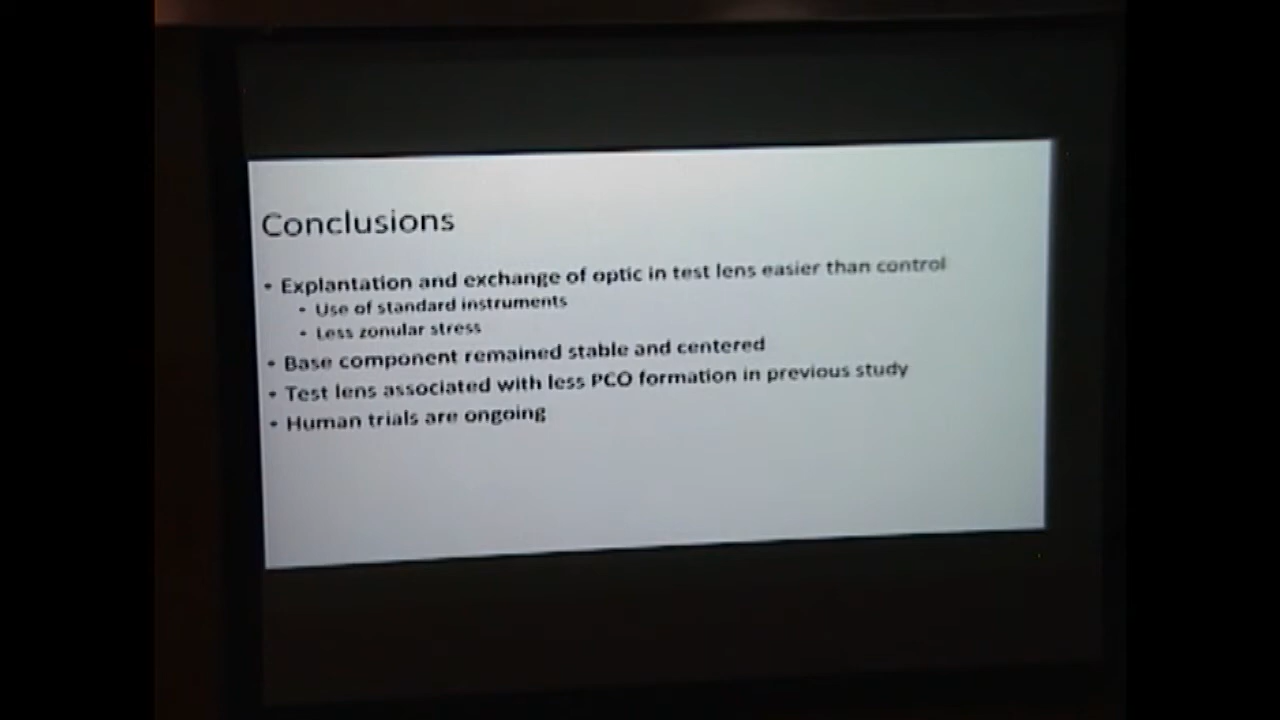 Conclusions
• Explantation and exchange of optic in test lens easier than control
• Use of standard instruments
• Less zonular stress
• Base component remained stable and centered
• Test lens associated with less PCO formation in previous study
• Human trials are ongoing